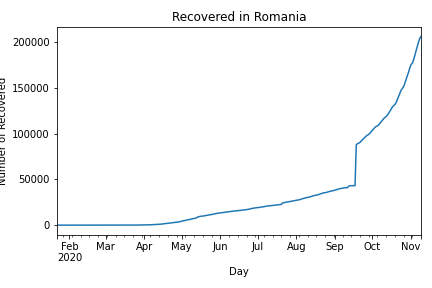 Recovered in Romania
Number of Recovered
200000
150000
100000
50000
0
Feb Mar Apr May Jun Jul Aug Sep Oct Nov
2020
Day